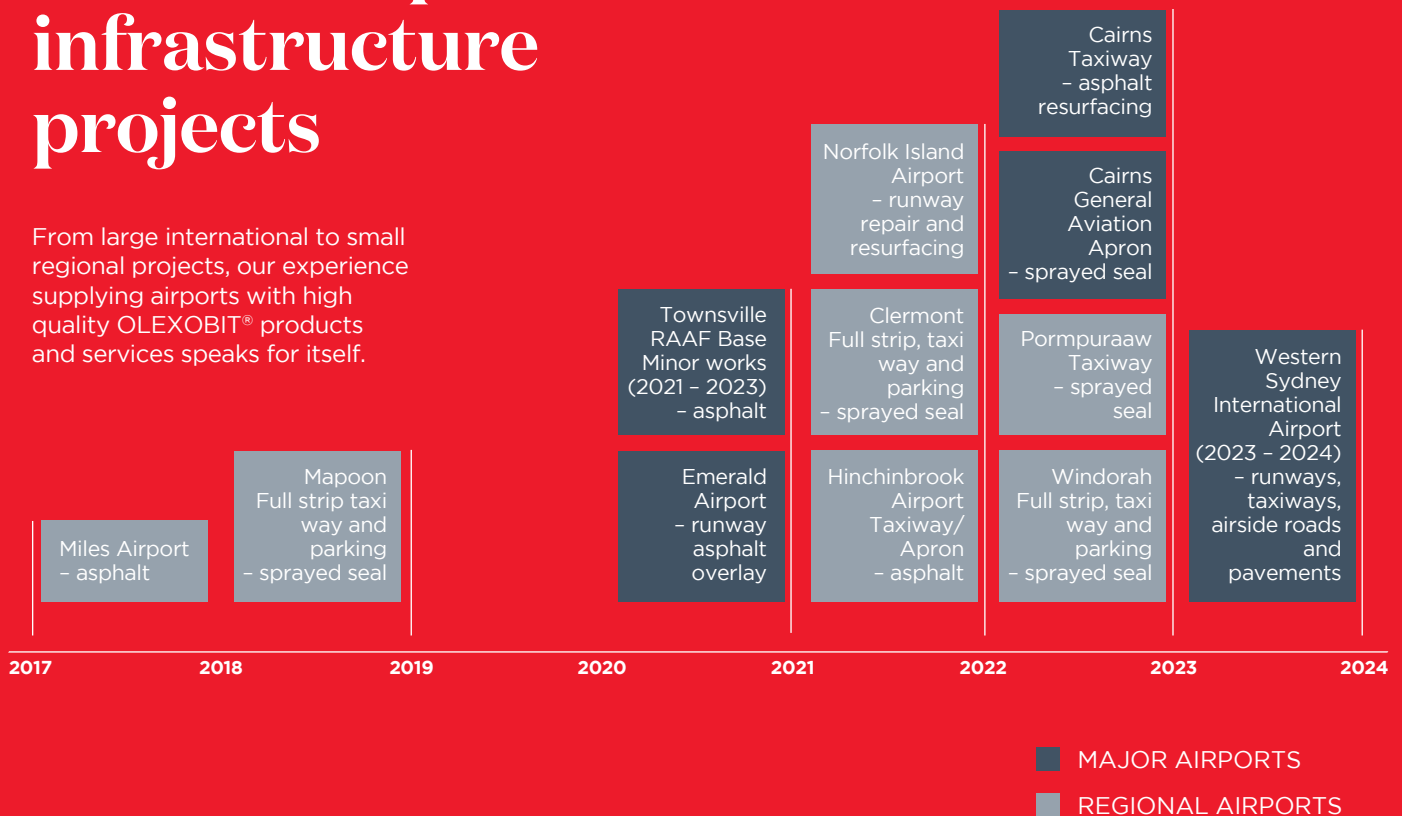 infrastructure
projects
From large international to small
regional projects, our experience
supplying airports with high
quality OLEXOBIT® products
and services speaks for itself.
Miles Airport
– asphalt
Mapoon
Full strip taxi
way and
parking
– sprayed seal
Townsville
RAAF Base
Minor works
(2021 – 2023)
– asphalt
Emerald
Airport
– runway
asphalt
overlay
Norfolk Island
Airport
– runway
repair and
resurfacing
Clermont
Full strip, taxi
way and
parking
– sprayed seal
Hinchinbrook
Airport
Taxiway/
Apron
– asphalt
Cairns
Taxiway
– asphalt
resurfacing
Cairns
General
Aviation
Apron
– sprayed seal
Pormpuraaw
Taxiway
– sprayed
seal
Windorah
Full strip, taxi
way and
parking
– sprayed seal
Western
Sydney
International
Airport
(2023 – 2024)
– runways,
taxiways,
airside roads
and
pavements
2017 2018 2019 2020 2021 2022 2023 2024
MAJOR AIRPORTS
REGIONAL AIRPORTS